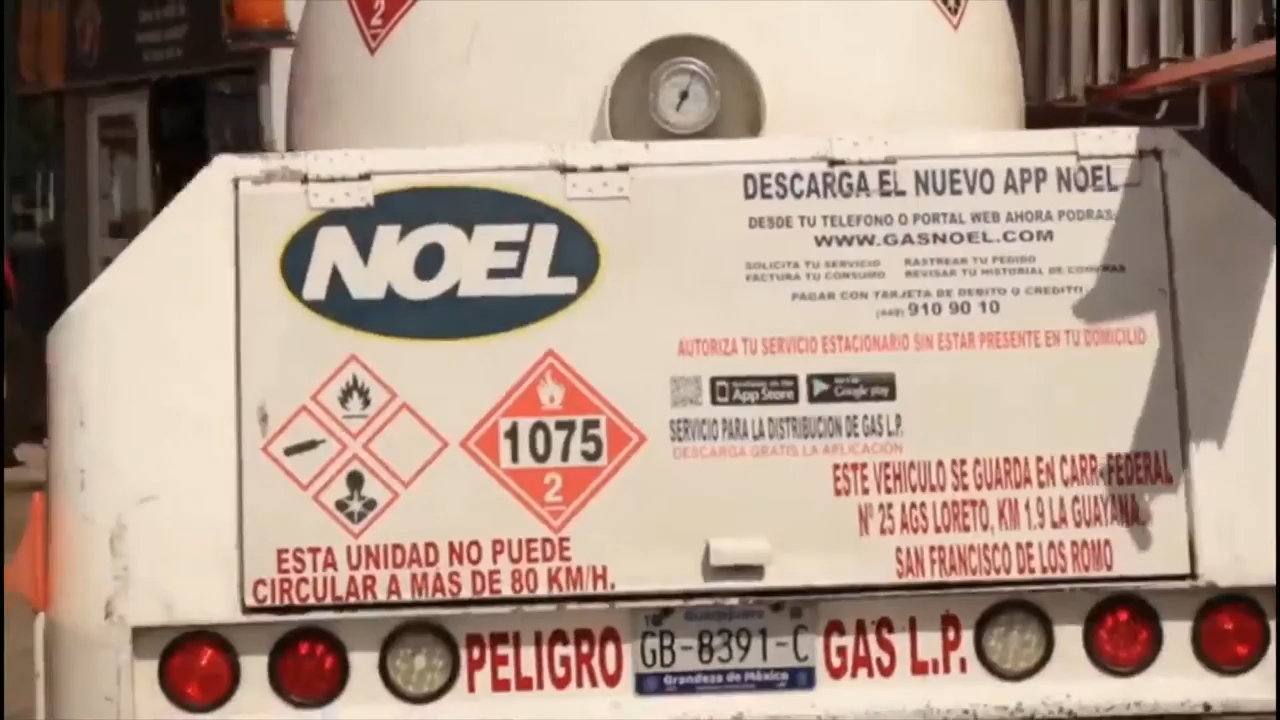 2
NOEL
DESCARGA EL NUEVO APP NOEL
DESDE TU TELEFONO O PORTAL WEB AHORA PODRAS:
WWW.GASNOEL.COM
SOLICITA TU SERVICIO RASTREAR TU PEDIDO
FACTURA TU CONSUMO REVISAR TU HISTORIAL DE COMPRAS
PAGAR CON TARJETA DE DEBITO O CREDITO
(449) 910 90 10
AUTORIZA TU SERVICIO ESTACIONARIO SIN ESTAR PRESENTE EN TU DOMICILIO
App Store
Google play
SERVICIO PARA LA DISTRIBUCION DE GAS L.P.
DESCARGA GRATIS LA APLICACIÓN
1075
2
ESTE VEHICULO SE GUARDA EN CARR. FEDERAL
Nº 25 AGS LORETO, KM 1.9 LA GUAYANA
SAN FRANCISCO DE LOS ROMO
ESTA UNIDAD NO PUEDE
CIRCULAR A MAS DE 80 KM/H.
PELIGRO
GB-8391-C
Grandeza de México
GAS L.P.